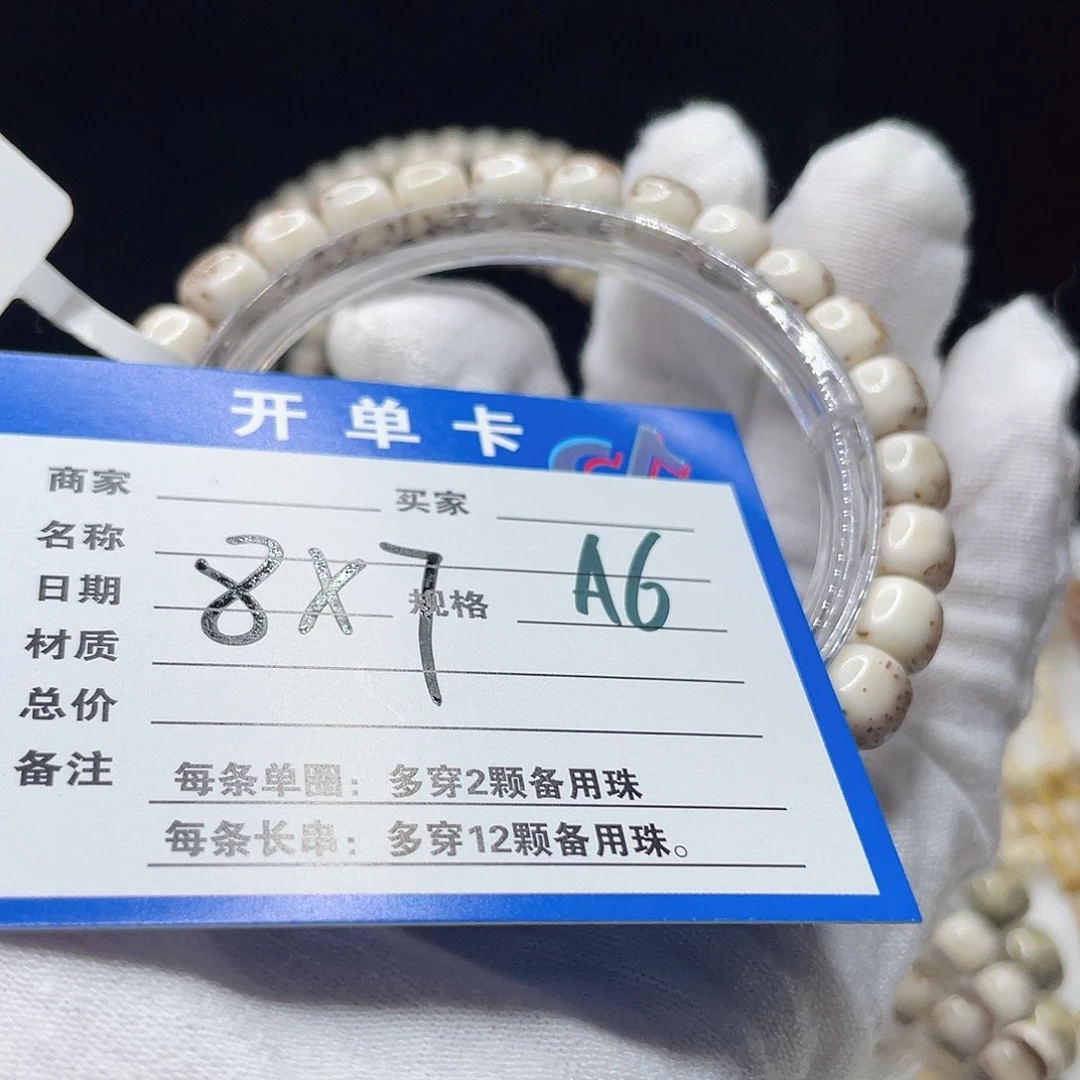 开单卡
商家 买家
名称
日期 8X7 规格 A6
材质
总价
备注 每条单圈：多穿2颗备用珠
每条长串：多穿12颗备用珠。